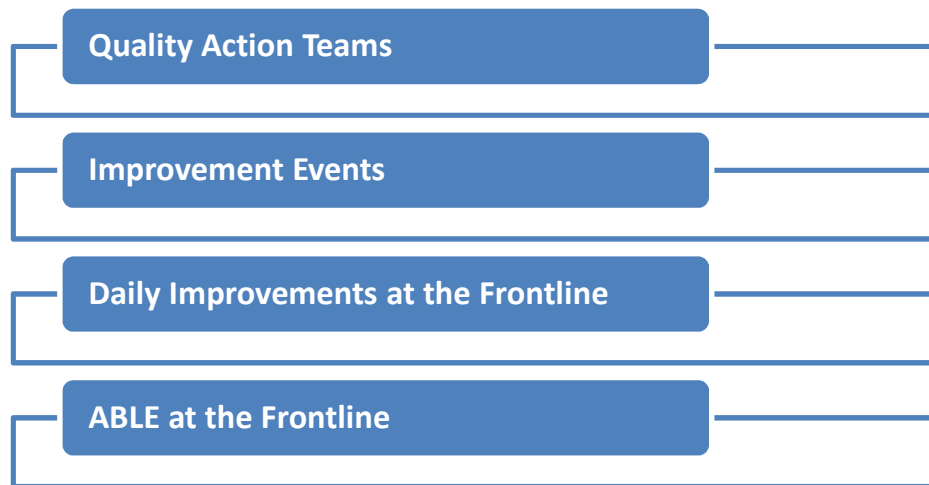 Quality Action Teams
Improvement Events
Daily Improvements at the Frontline
ABLE at the Frontline